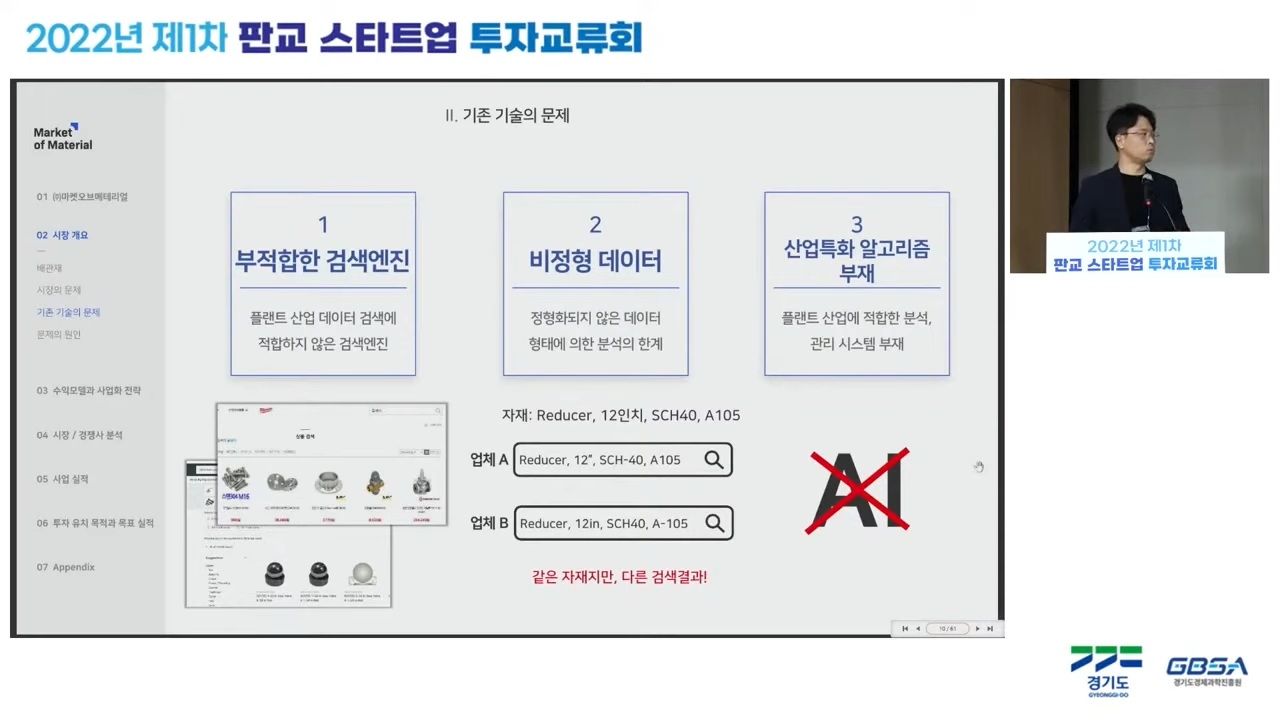 2022년 제1차 판교 스타트업 투자교류회
Market
of Material
01 ㈜마켓오브메테리얼
02 시장 개요
배관재
시장의 문제
기존 기술의 문제
문제의 원인
03 수익모델과 사업화 전략
04 시장 / 경쟁사 분석
05 사업 실적
06 투자 유치 목적과 목표 실적
07 Appendix
II. 기존 기술의 문제
1
부적합한 검색엔진
플랜트 산업 데이터 검색에
적합하지 않은 검색엔진
2
비정형 데이터
정형화되지 않은 데이터
형태에 의한 분석의 한계
3
산업특화 알고리즘
부재
플랜트 산업에 적합한 분석,
관리 시스템 부재
상품 검색
자재: Reducer, 12인치, SCH40, A105
업체 A Reducer, 12”, SCH-40, A105
업체 B Reducer, 12in, SCH40, A-105
같은 자재지만, 다른 검색결과!
AI
10 / 61
2022년 제1차
판교 스타트업 투자교류회
경기도
GYEONGGI-DO
GBSA
경기도경제과학진흥원